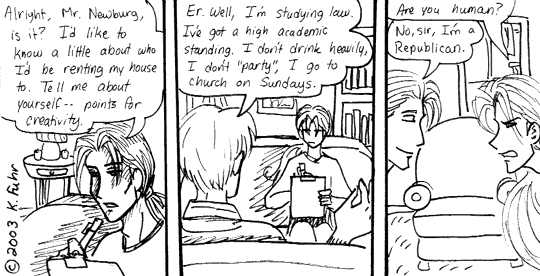 Alright, Mr. Newburg,
is it? I'd like to
know a little about who
I'd be renting my house
to. Tell me about
yourself-- points for
creativity.
Er. Well, I'm studying law.
I've got a high academic
standing. I don't drink heavily,
I don't "party", I go to
church on Sundays.
Are you human?
No, sir, I'm a
Republican.
©2003 K. Fuhr